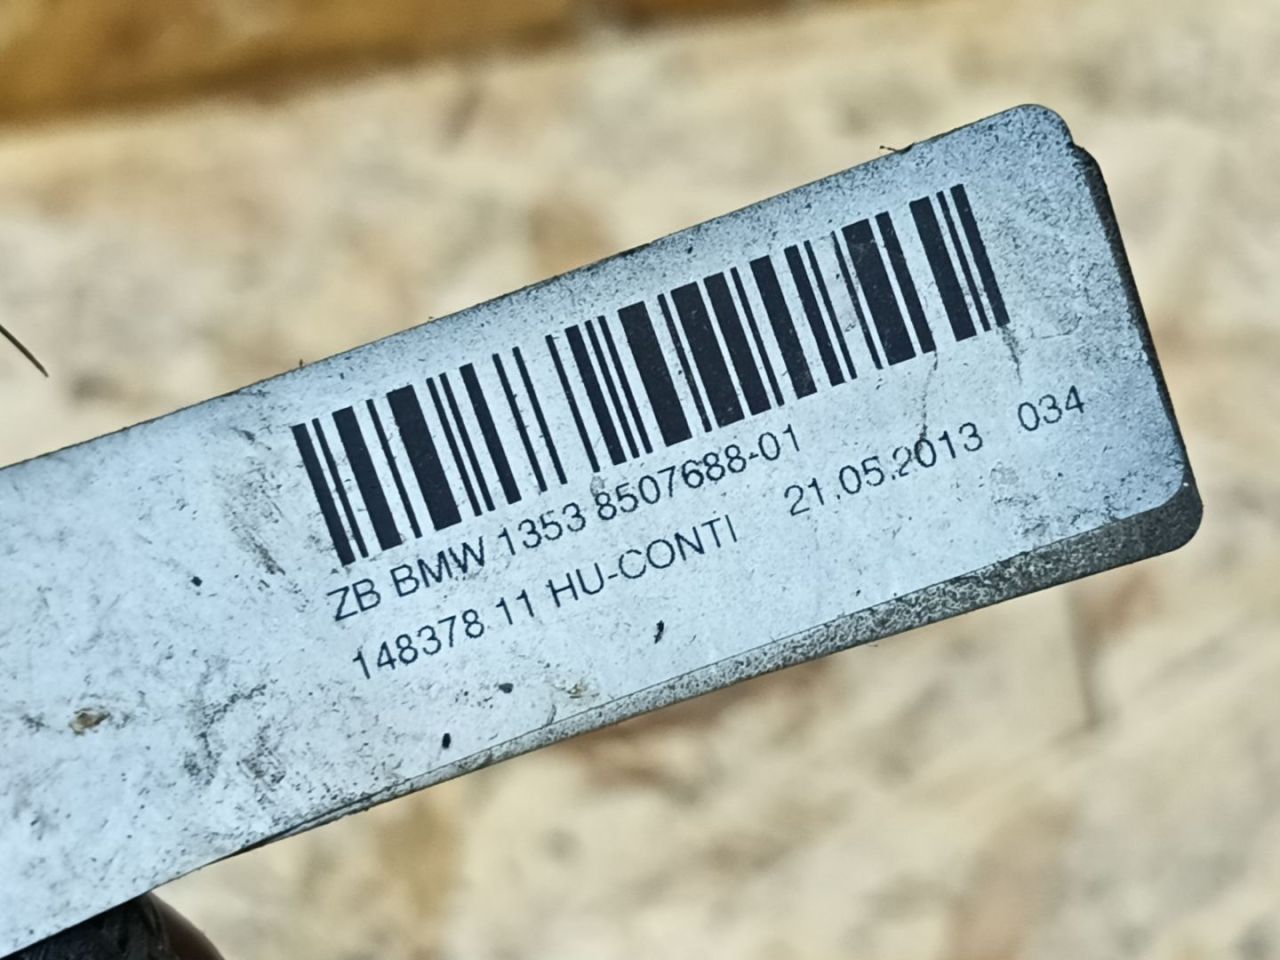 ZB BMW 1353 8507688-01
148378 11 HU-CONTI 21.05.2013 034